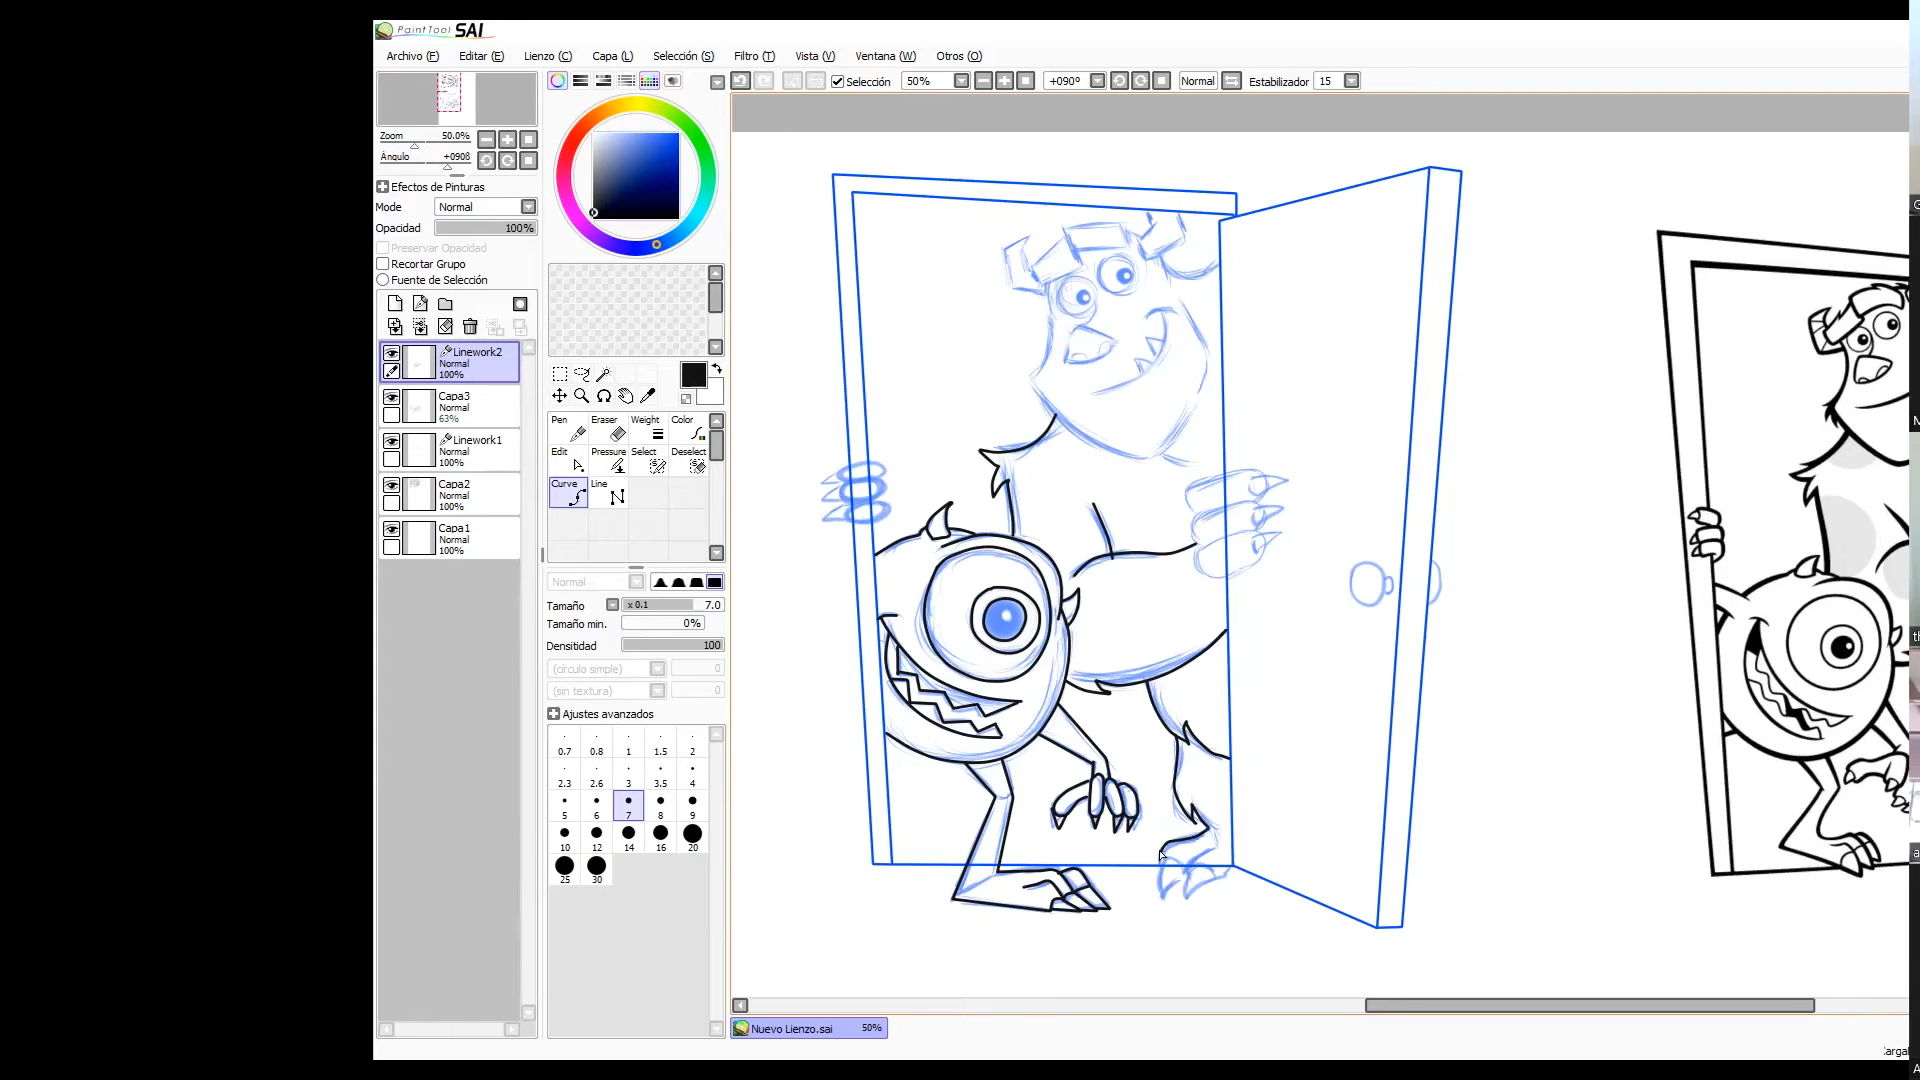 PaintTool SAI
Archivo (F) Editar (E) Lienzo (C) Capa (L) Selección (S) Filtro (T) Vista (V) Ventana (W) Otros (O)
Selección 50% +090º Normal Estabilizador 15
Zoom 50.0%
Ángulo +090ß
Efectos de Pinturas
Mode Normal
Opacidad 100%
Preservar Opacidad
Recortar Grupo
Fuente de Selección
Linework2
Normal
100%
Capa3
Normal
63%
Linework1
Normal
100%
Capa2
Normal
100%
Capa1
Normal
100%
Pen Eraser Weight Color
Edit Pressure Select Deselect
Curve Line
Normal
Tamaño x 0.1 7.0
Tamaño min. 0%
Densitidad 100
(círculo simple) 0
(sin textura) 0
Ajustes avanzados
0.7 0.8 1 1.5 2
2.3 2.6 3 3.5 4
5 6 7 8 9
10 12 14 16 20
25 30
Nuevo Lienzo.sai 50%